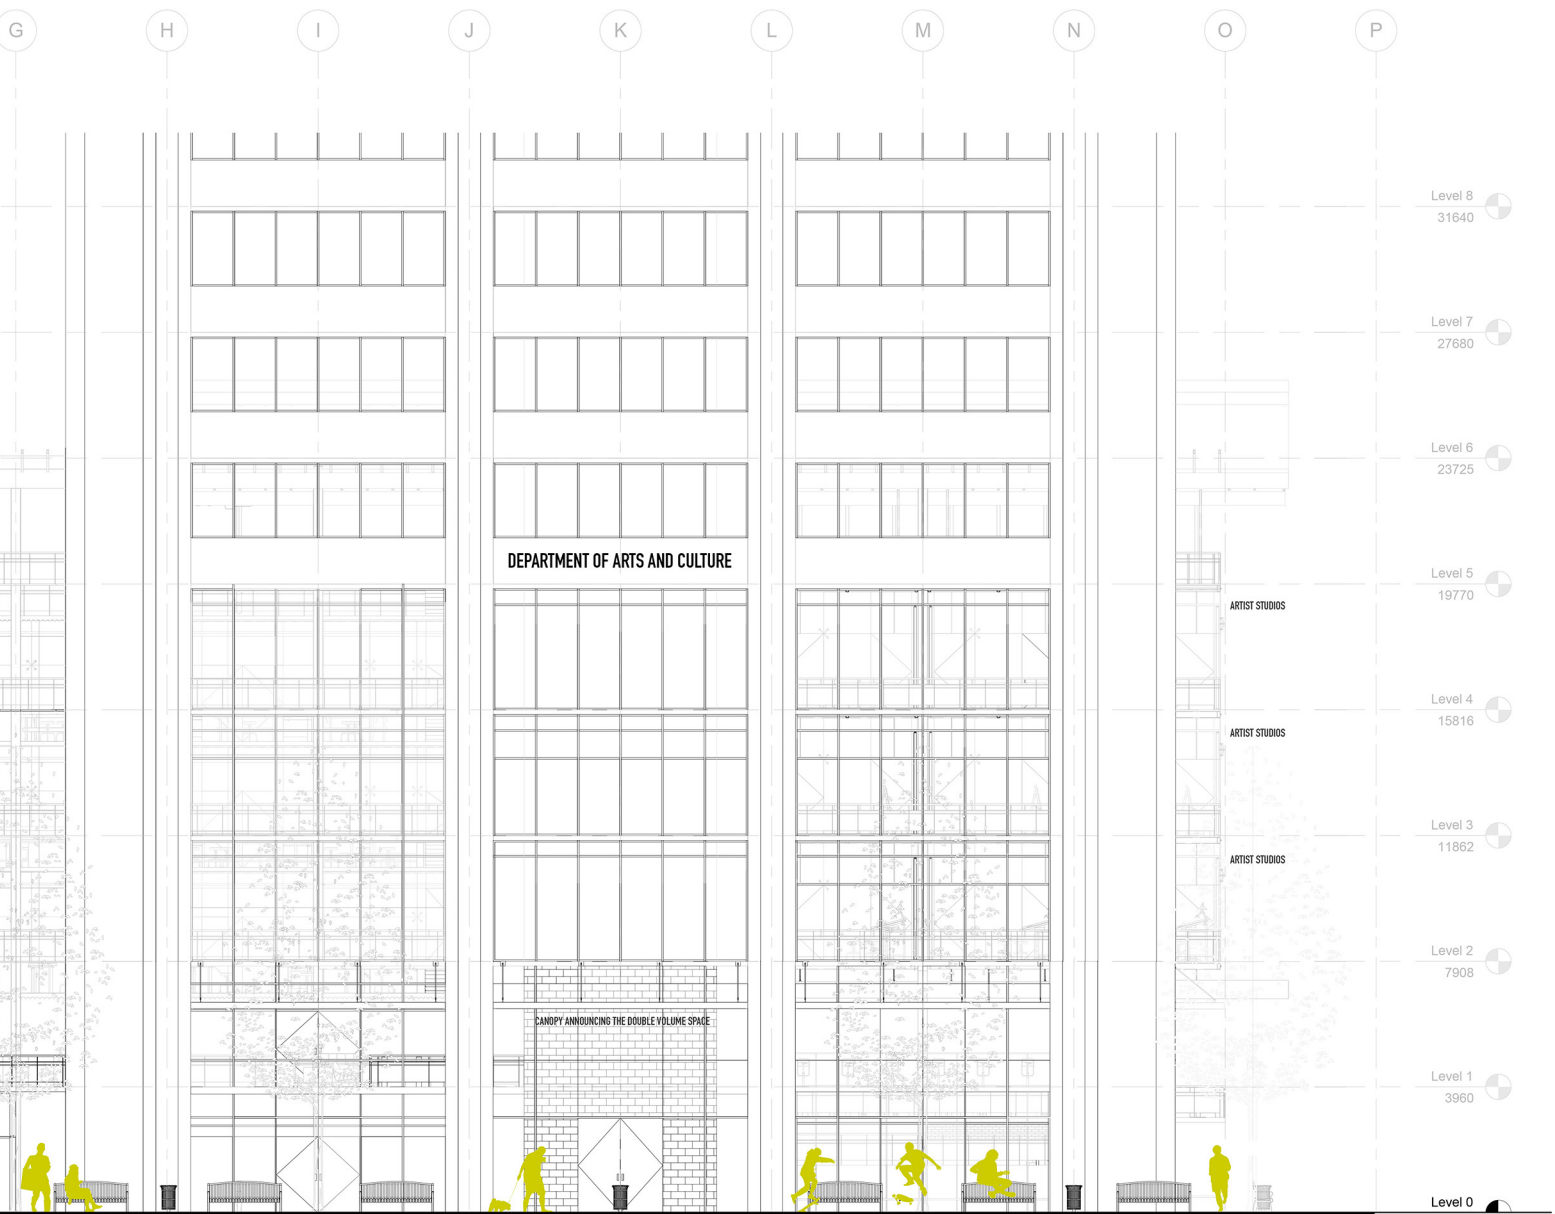 G H I J K L M N O P
Level 8
31640
Level 7
27680
Level 6
23725
DEPARTMENT OF ARTS AND CULTURE
Level 5
19770
ARTIST STUDIOS
Level 4
15816
ARTIST STUDIOS
Level 3
11862
ARTIST STUDIOS
Level 2
7908
CANOPY ANNOUNCING THE DOUBLE VOLUME SPACE
Level 1
3960
Level 0